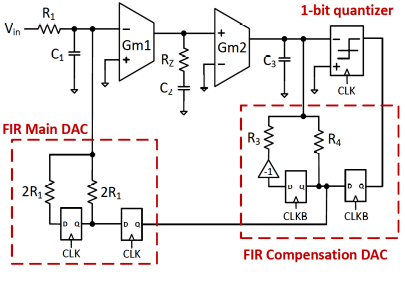 1-bit quantizer
R1
Vin
Gm1
Gm2
C1
RZ
C2
C3
CLK
FIR Main DAC
R3
R4
2R1
2R1
-1
D Q
D Q
CLKB
CLKB
D Q
D Q
CLK
CLK
FIR Compensation DAC